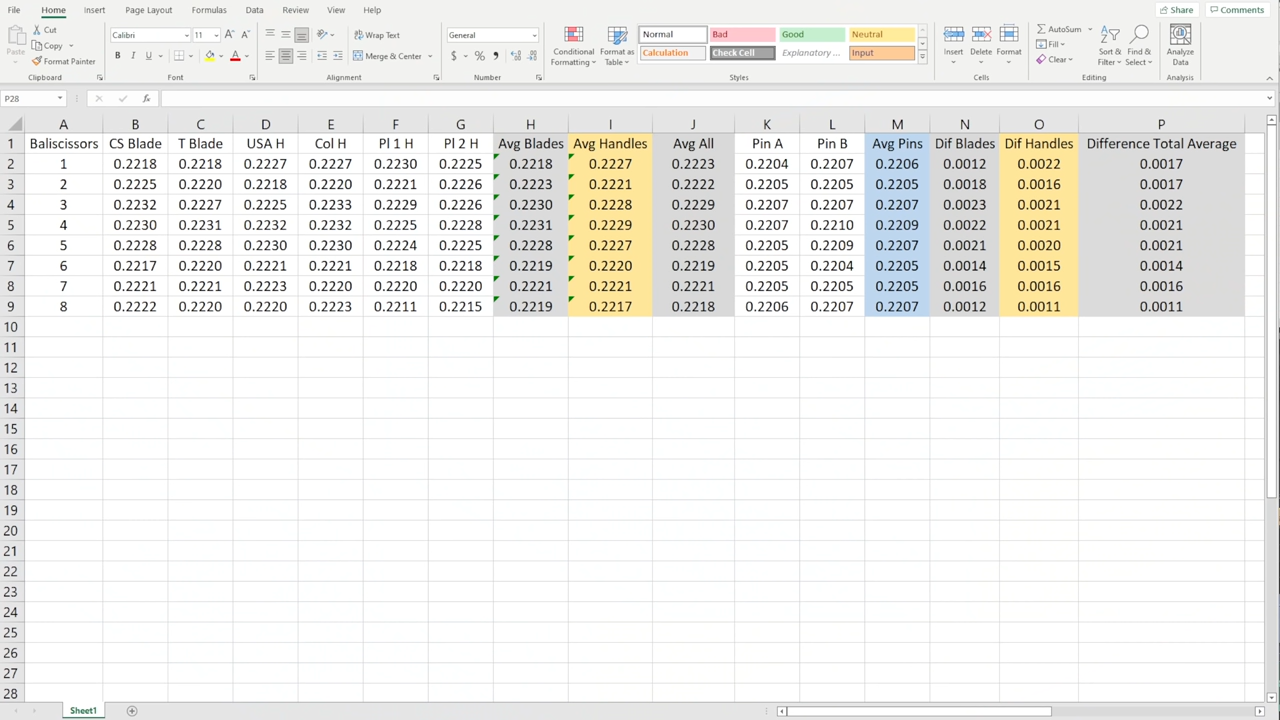 File Home Insert Page Layout Formulas Data Review View Help Share Comments
Paste Cut Copy Format Painter Clipboard
Calibri 11 B I U A Font
Wrap Text Merge & Center Alignment
General $ % Number
Conditional Formatting Format as Table Normal Bad Good Neutral Calculation Check Cell Explanatory ... Input Styles
Insert Delete Format Cells
AutoSum Fill Clear Sort & Filter Find & Select Editing
Analyze Data Analysis
P28 fx
A B C D E F G H I J K L M N O P
1 Baliscissors CS Blade T Blade USA H Col H Pl 1 H Pl 2 H Avg Blades Avg Handles Avg All Pin A Pin B Avg Pins Dif Blades Dif Handles Difference Total Average
2 1 0.2218 0.2218 0.2227 0.2227 0.2230 0.2225 0.2218 0.2227 0.2223 0.2204 0.2207 0.2206 0.0012 0.0022 0.0017
3 2 0.2225 0.2220 0.2218 0.2220 0.2221 0.2226 0.2223 0.2221 0.2222 0.2205 0.2205 0.2205 0.0018 0.0016 0.0017
4 3 0.2232 0.2227 0.2225 0.2233 0.2229 0.2226 0.2230 0.2228 0.2229 0.2207 0.2207 0.2207 0.0023 0.0021 0.0022
5 4 0.2230 0.2231 0.2232 0.2232 0.2225 0.2228 0.2231 0.2229 0.2230 0.2207 0.2210 0.2209 0.0022 0.0021 0.0021
6 5 0.2228 0.2228 0.2230 0.2230 0.2224 0.2225 0.2228 0.2227 0.2228 0.2205 0.2209 0.2207 0.0021 0.0020 0.0021
7 6 0.2217 0.2220 0.2221 0.2221 0.2218 0.2218 0.2219 0.2220 0.2219 0.2205 0.2204 0.2205 0.0014 0.0015 0.0014
8 7 0.2221 0.2221 0.2223 0.2220 0.2220 0.2220 0.2221 0.2221 0.2221 0.2205 0.2205 0.2205 0.0016 0.0016 0.0016
9 8 0.2222 0.2220 0.2220 0.2223 0.2211 0.2215 0.2219 0.2217 0.2218 0.2206 0.2207 0.2207 0.0012 0.0011 0.0011
10
11
12
13
14
15
16
17
18
19
20
21
22
23
24
25
26
27
28
Sheet1